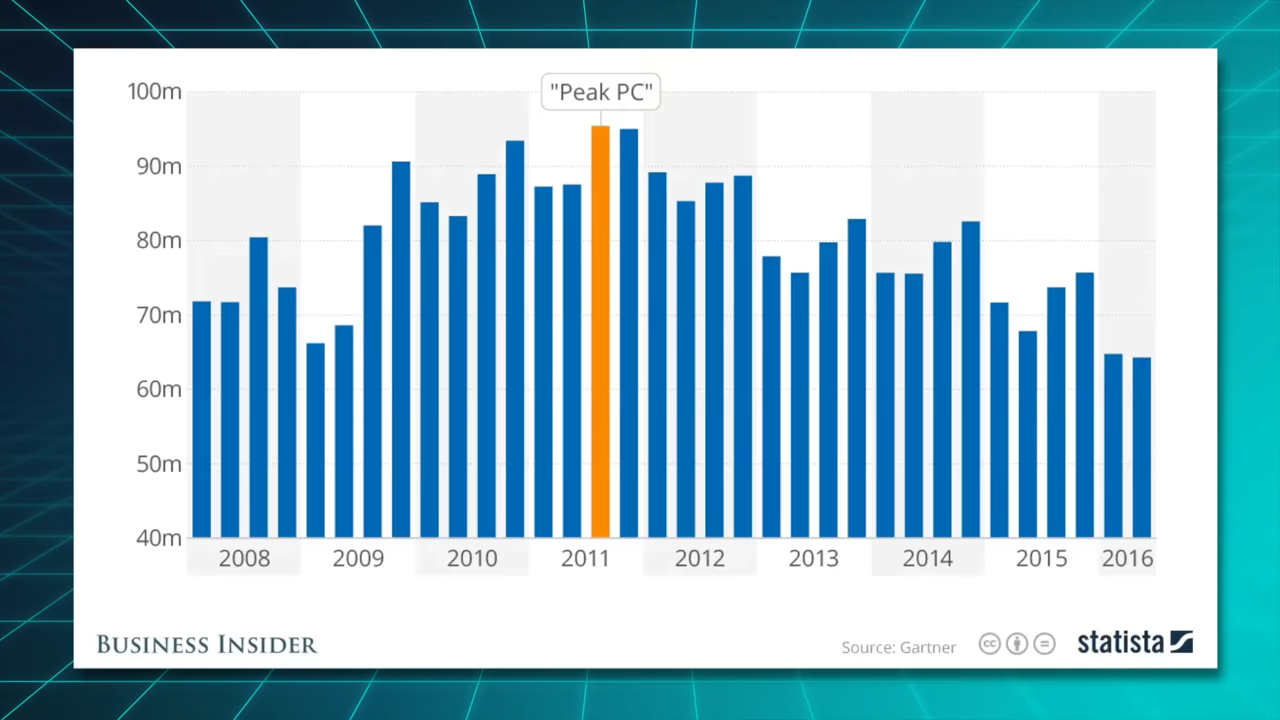 "Peak PC"
100m
90m
80m
70m
60m
50m
40m
2008 2009 2010 2011 2012 2013 2014 2015 2016
BUSINESS INSIDER
Source: Gartner
cc
statista